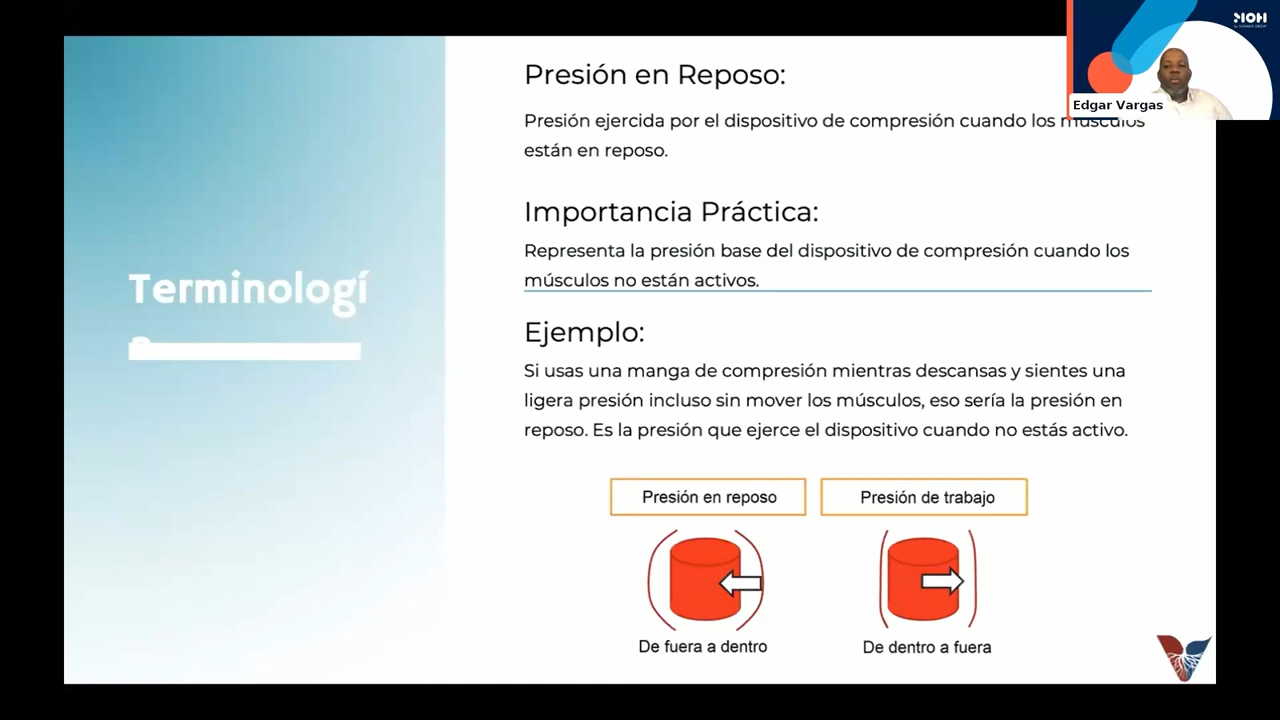 Presión en Reposo:
Presión ejercida por el dispositivo de compresión cuando los músculos
están en reposo.
Importancia Práctica:
Representa la presión base del dispositivo de compresión cuando los
músculos no están activos.
Ejemplo:
Si usas una manga de compresión mientras descansas y sientes una
ligera presión incluso sin mover los músculos, eso sería la presión en
reposo. Es la presión que ejerce el dispositivo cuando no estás activo.
Terminologí
Presión en reposo
Presión de trabajo
De fuera a dentro
De dentro a fuera
Edgar Vargas